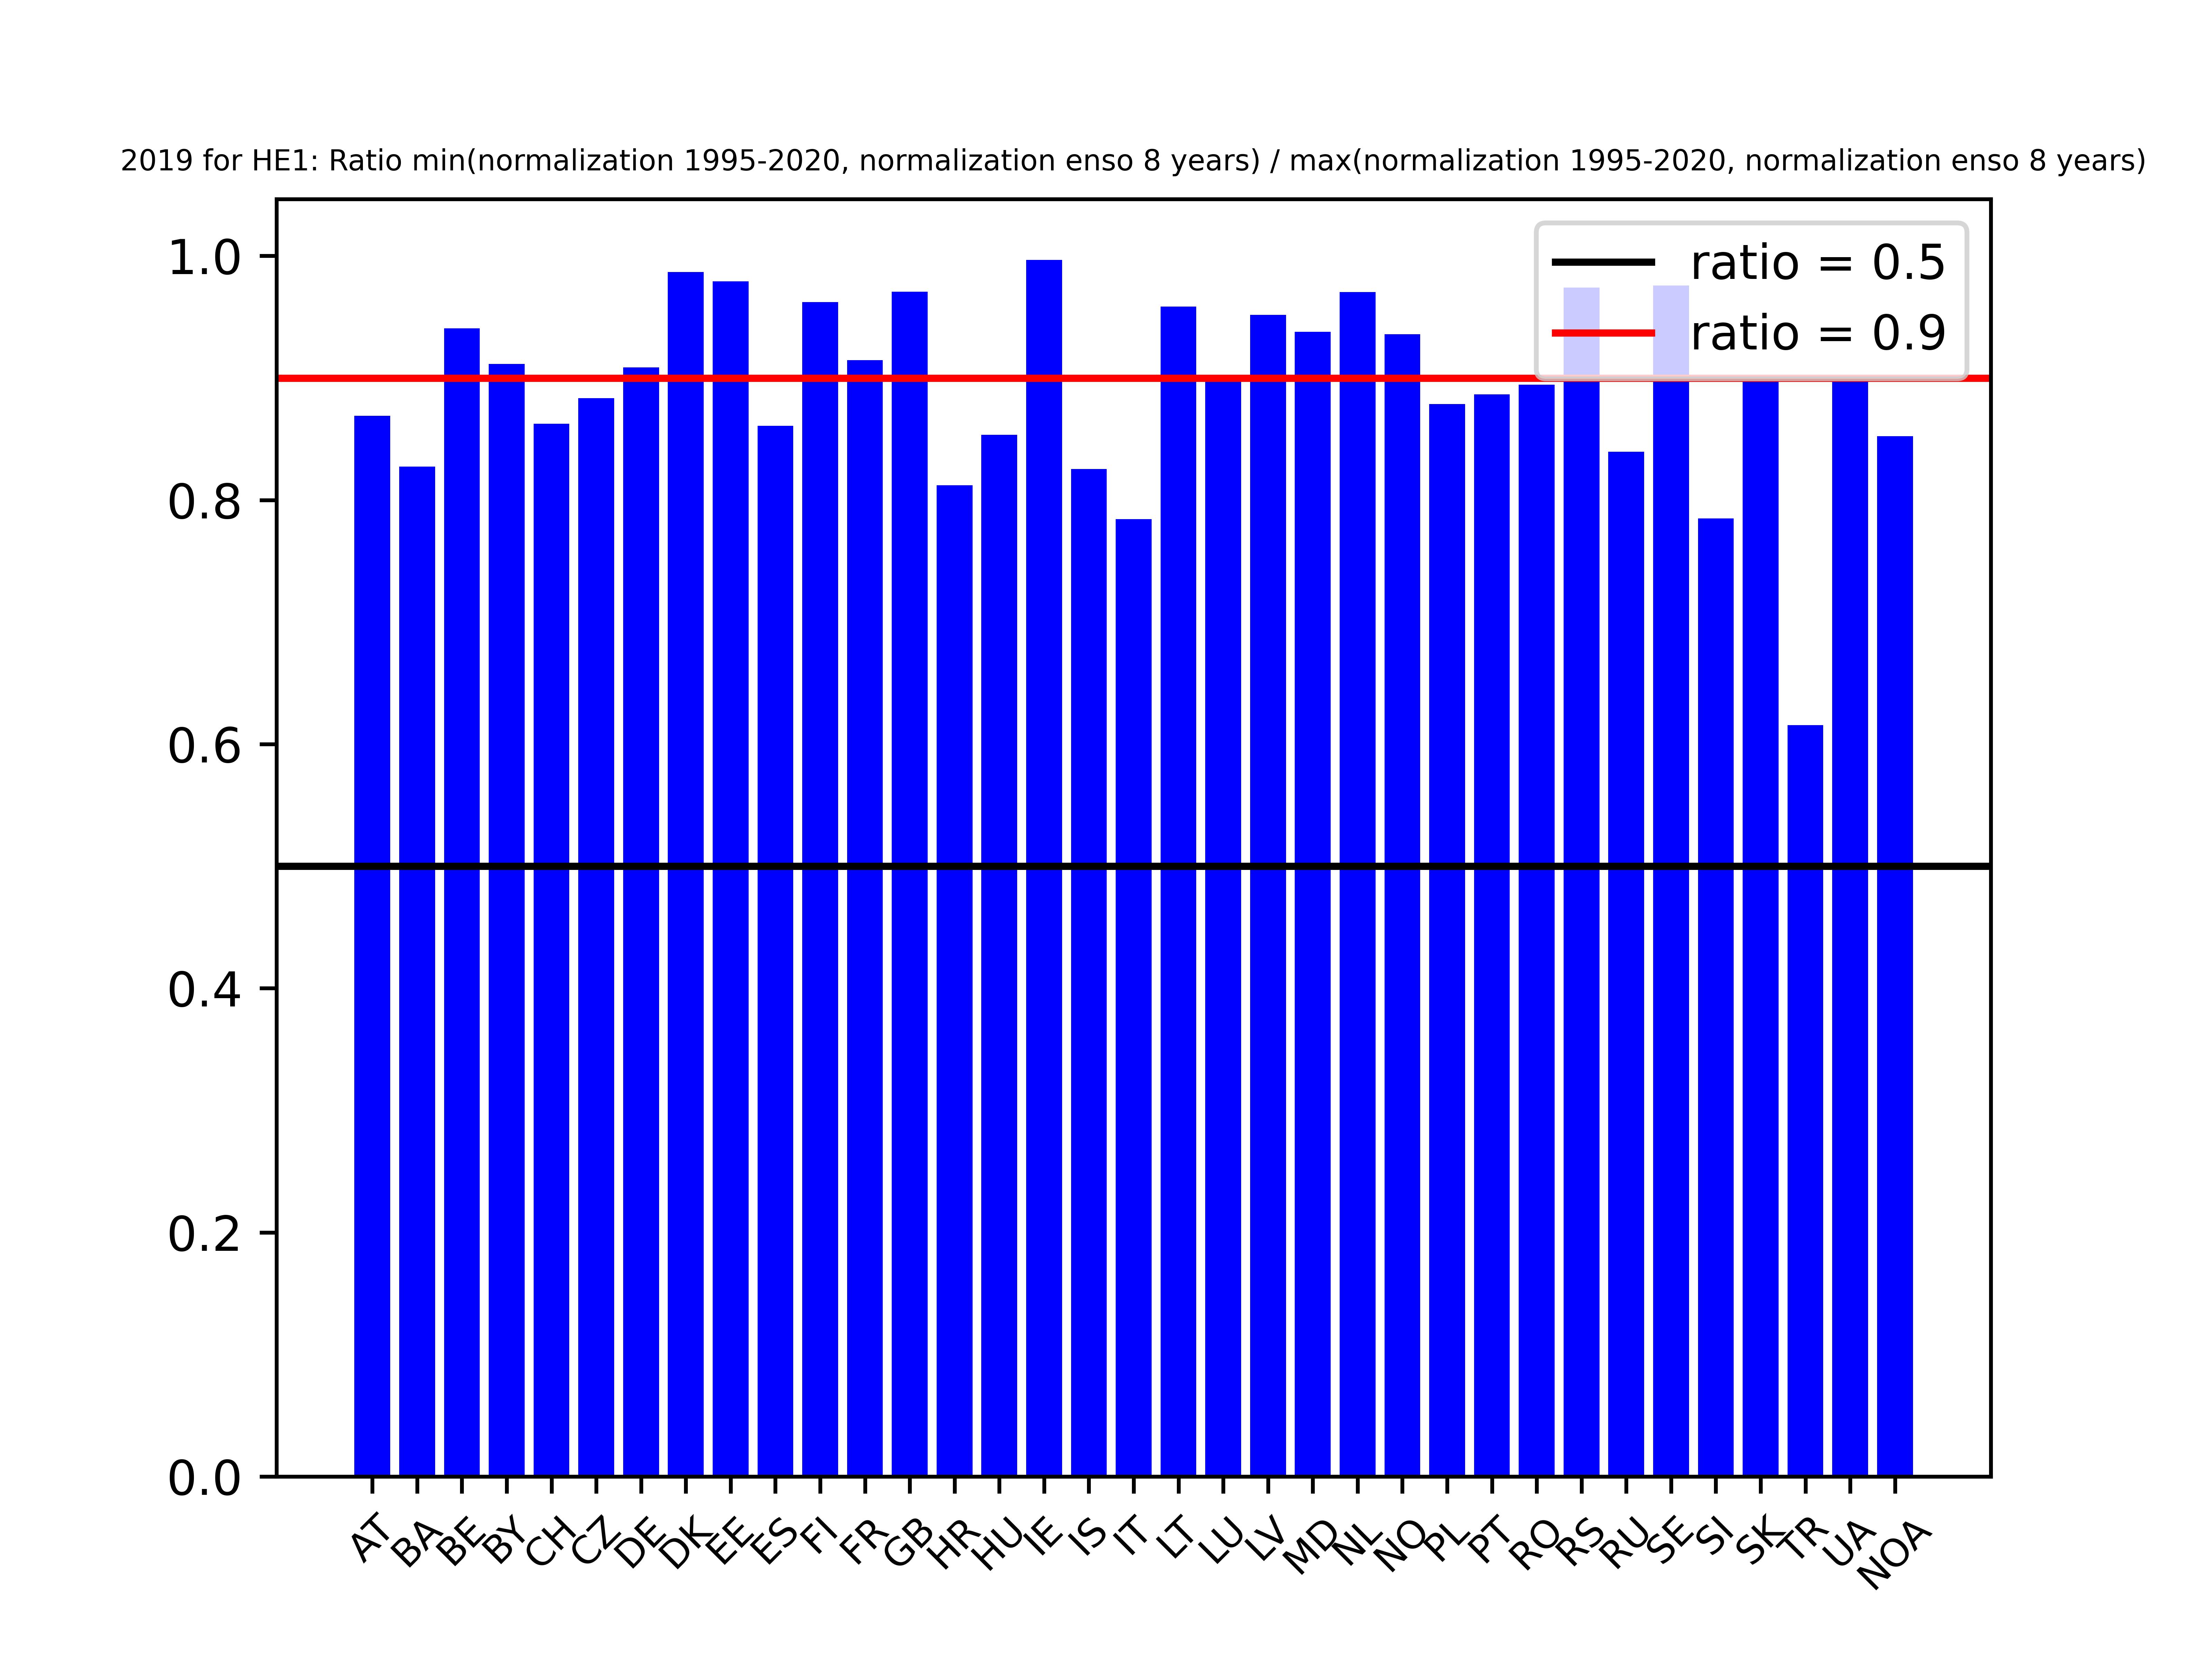 2019 for HE1: Ratio min(normalization 1995-2020, normalization enso 8 years) / max(normalization 1995-2020, normalization enso 8 years)
1.0
0.8
0.6
0.4
0.2
0.0
ratio = 0.5
ratio = 0.9
AT BA BE BY CH CZ DE DK EE ES FI FR GB HR HU IE IS IT LT LU LV MD NL NO PL PT RO RS RU SE SI SK TR UA NOA